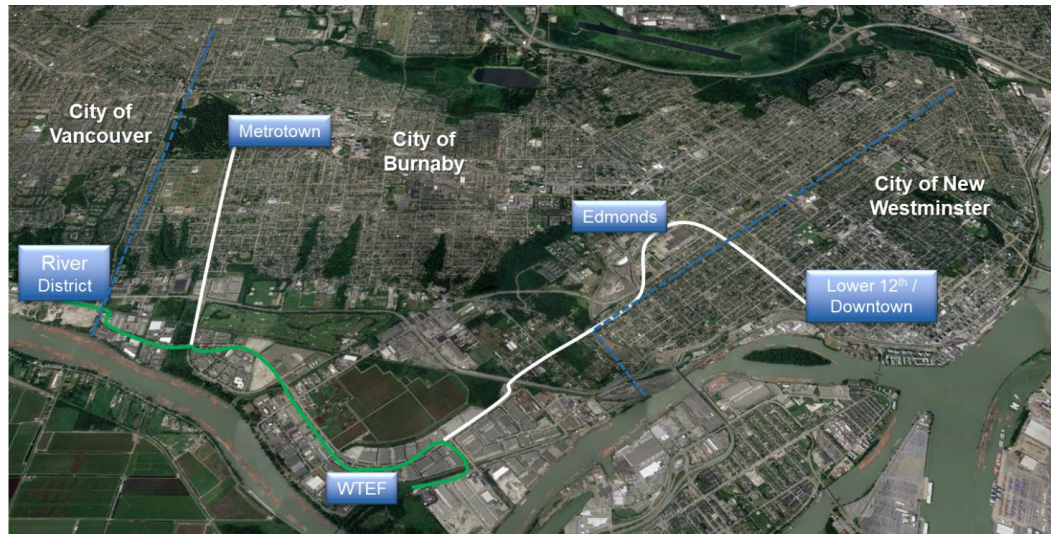 City of
Vancouver
Metrotown
City of
Burnaby
City of New
Westminster
Edmonds
River
District
Lower 12th /
Downtown
WTEF